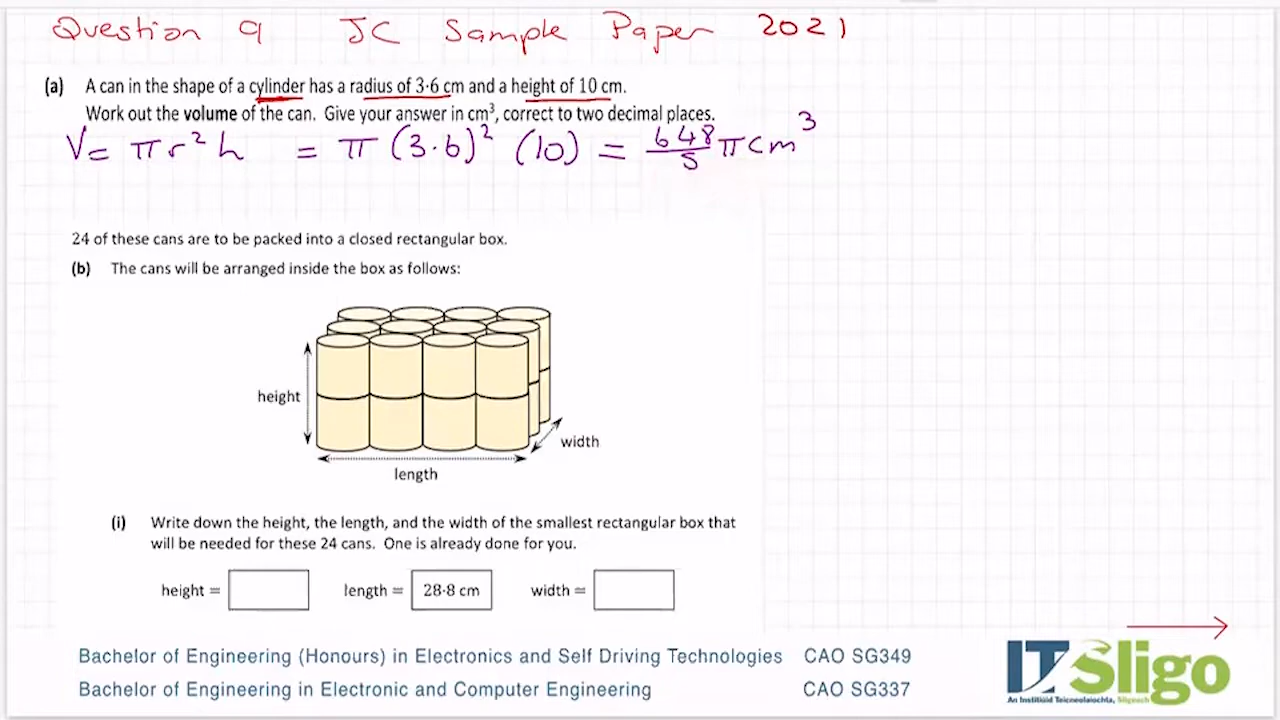 Question 9 JC Sample Paper 2021
(a) A can in the shape of a cylinder has a radius of 3·6 cm and a height of 10 cm.
Work out the volume of the can. Give your answer in cm³, correct to two decimal places.
V = πr²h = π(3·6)²(10) = 648/5 π cm³
24 of these cans are to be packed into a closed rectangular box.
(b) The cans will be arranged inside the box as follows:
height
width
length
(i) Write down the height, the length, and the width of the smallest rectangular box that
will be needed for these 24 cans. One is already done for you.
height = length = 28·8 cm width =
Bachelor of Engineering (Honours) in Electronics and Self Driving Technologies CAO SG349
Bachelor of Engineering in Electronic and Computer Engineering CAO SG337
IT Sligo
An Institiúid Teicneolaíochta, Sligeach